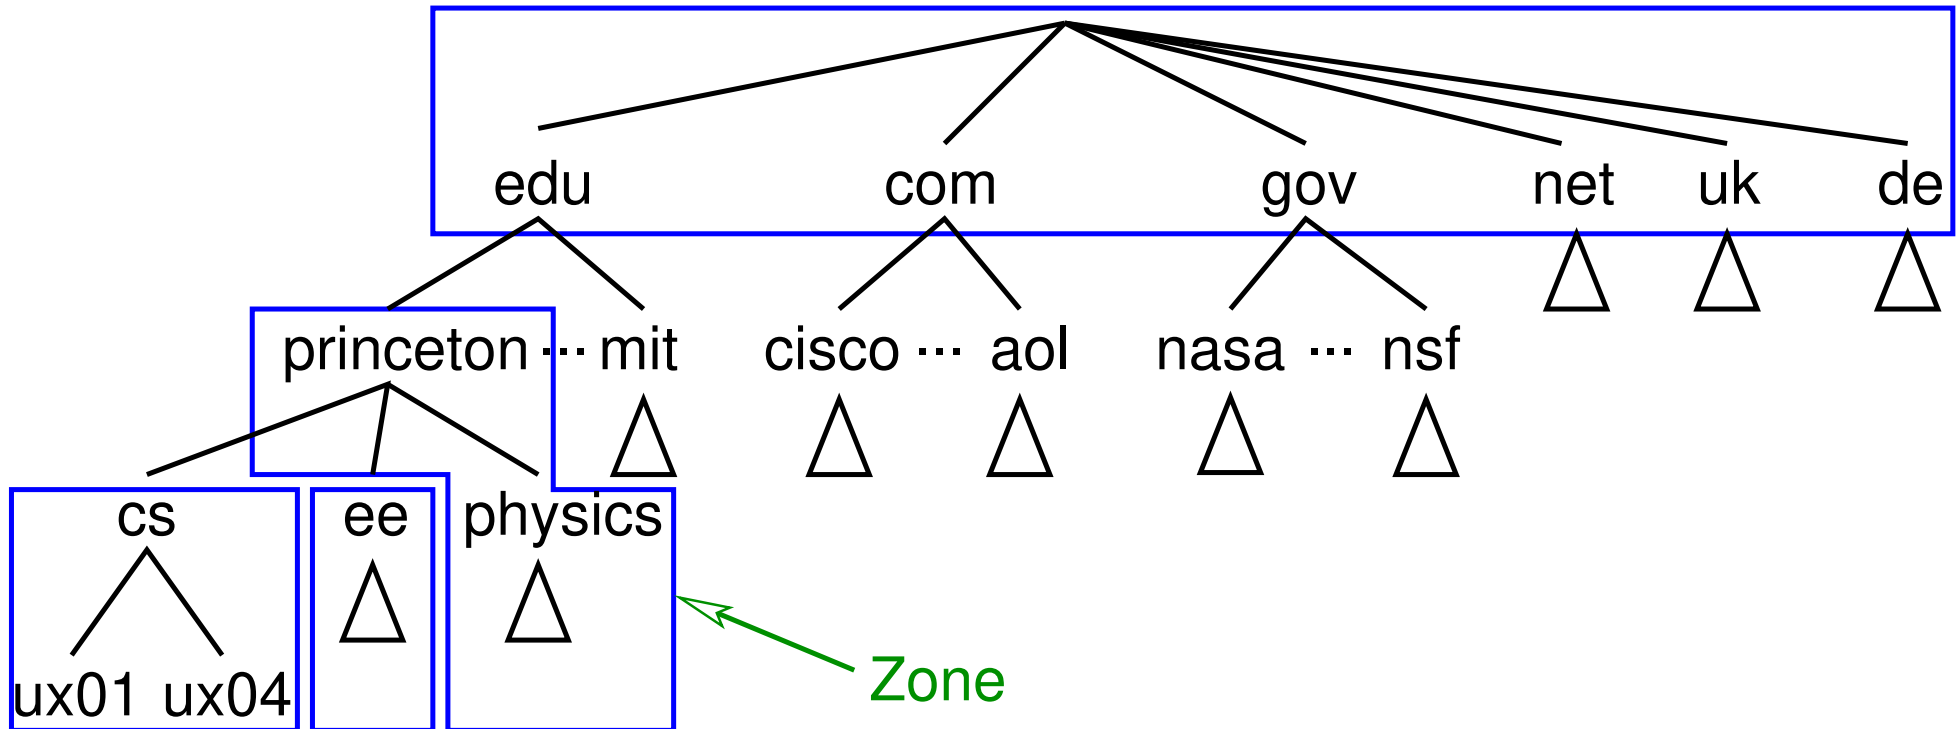 edu com gov net uk de
princeton ... mit cisco ... aol nasa ... nsf
cs ee physics
ux01 ux04 Zone